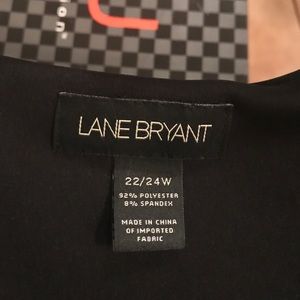 LANE BRYANT
22/24W
92% POLYESTER
8% SPANDEX
MADE IN CHINA
OF IMPORTED
FABRIC